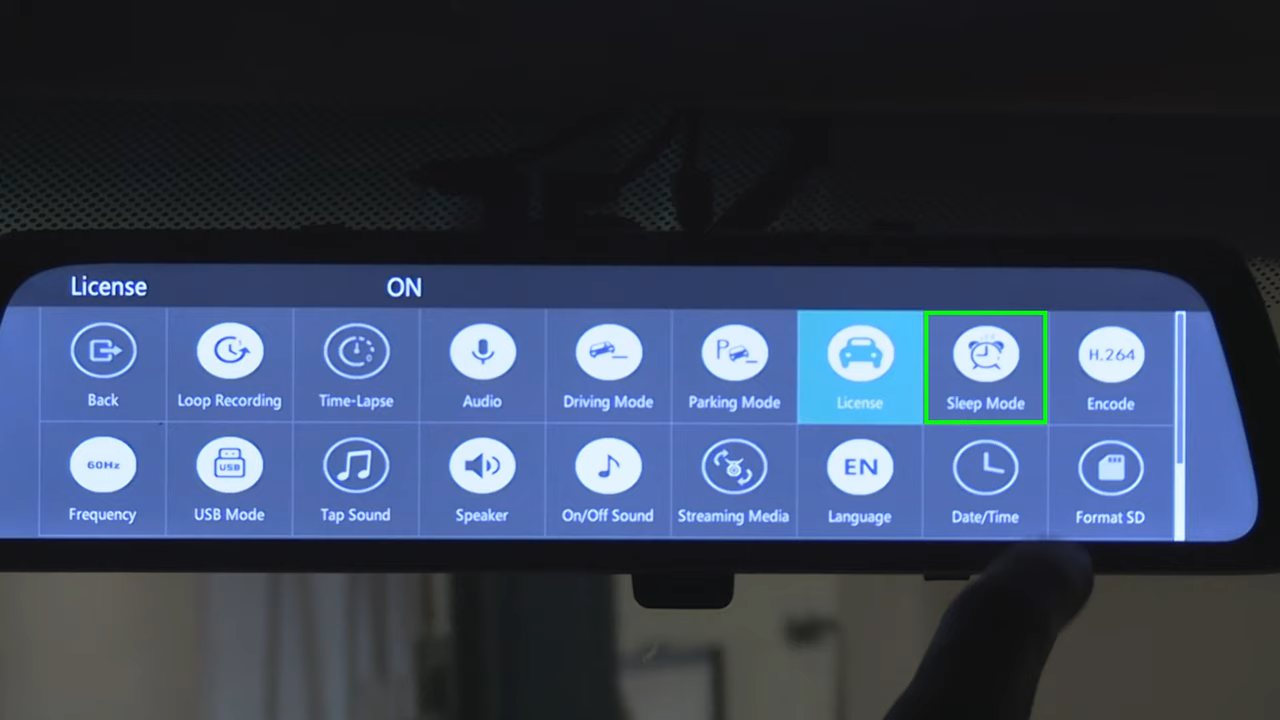 License ON
Back Loop Recording Time-Lapse Audio Driving Mode P Parking Mode License Sleep Mode H.264 Encode
60Hz Frequency USB USB Mode Tap Sound Speaker On/Off Sound Streaming Media EN Language Date/Time Format SD